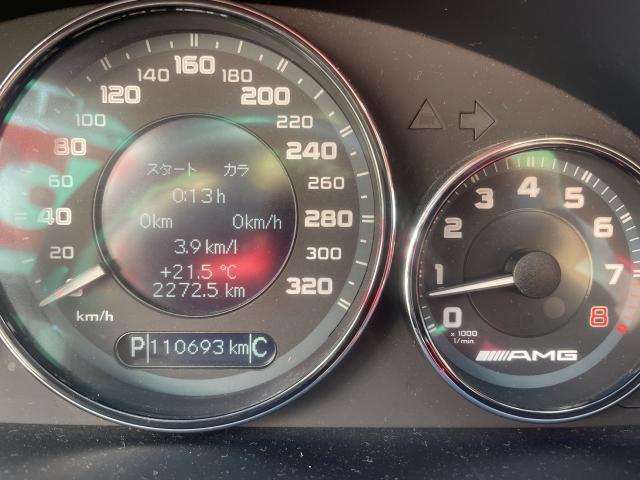 20
40
60
80
100
120
140
160
180
200
220
240
260
280
300
320
km/h
スタート カラ
0:13 h
0km 0km/h
3.9 km/l
+21.5 °C
2272.5 km
P 110693 km C
0
1
2
3
4
5
6
7
8
x 1000
l/min
AMG